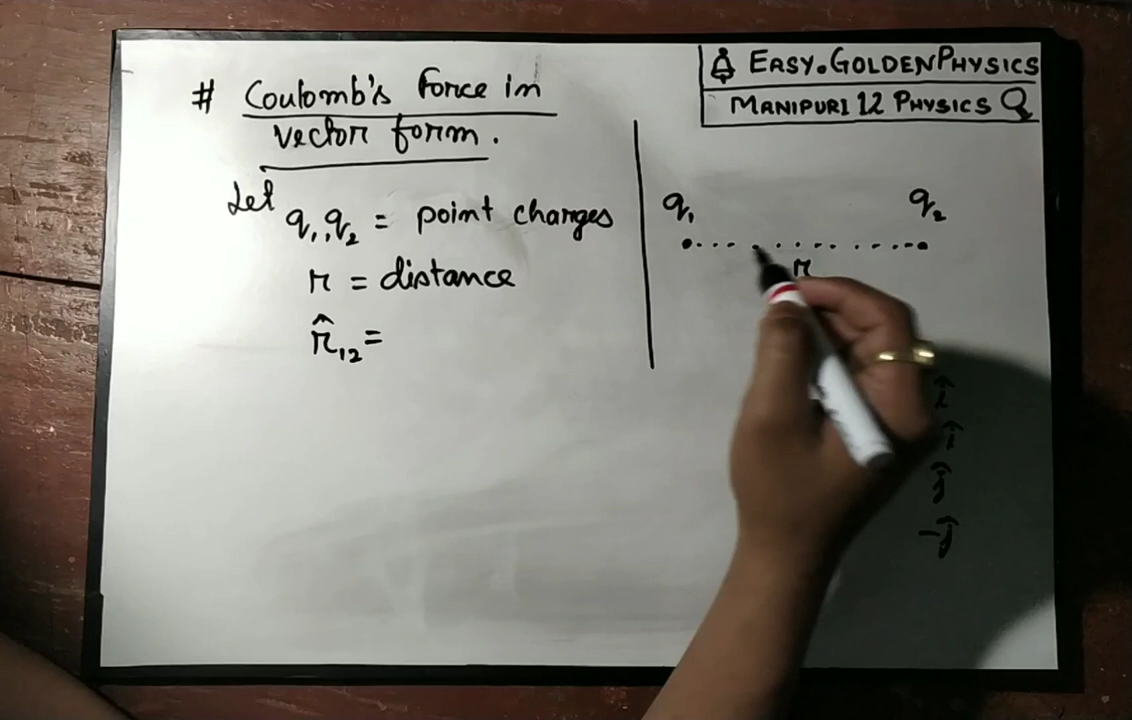 # Coulomb's Force in
vector form.
Let q₁,q₂ = point charges
r = distance
r̂₁₂ =
EASY.GOLDENPHYSICS
MANIPURI 12 PHYSICS
q₁ q₂
r
î
ĵ
-ĵ